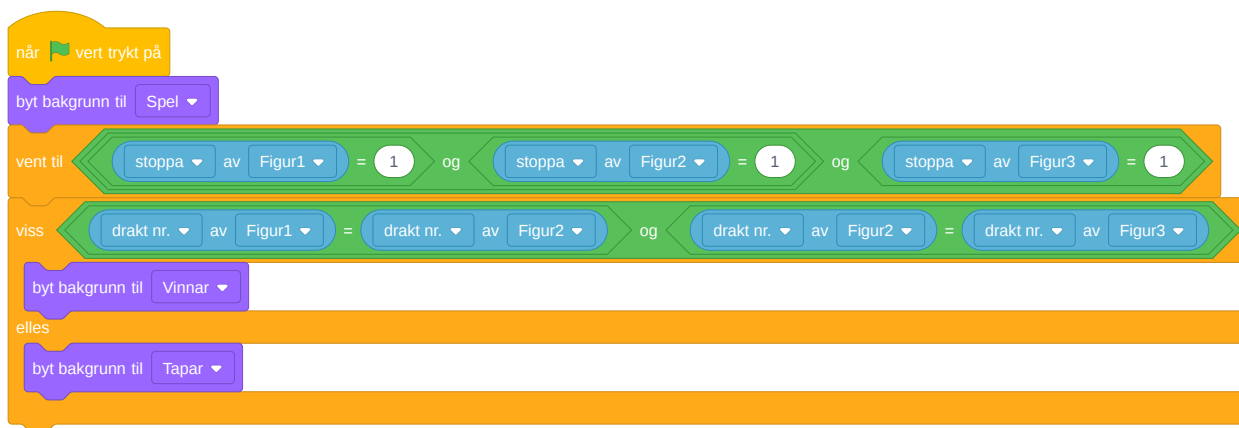 når vert trykt på
byt bakgrunn til Spel
vent til stoppa av Figur1 = 1 og stoppa av Figur2 = 1 og stoppa av Figur3 = 1
viss drakt nr. av Figur1 = drakt nr. av Figur2 og drakt nr. av Figur2 = drakt nr. av Figur3
byt bakgrunn til Vinnar
elles
byt bakgrunn til Tapar